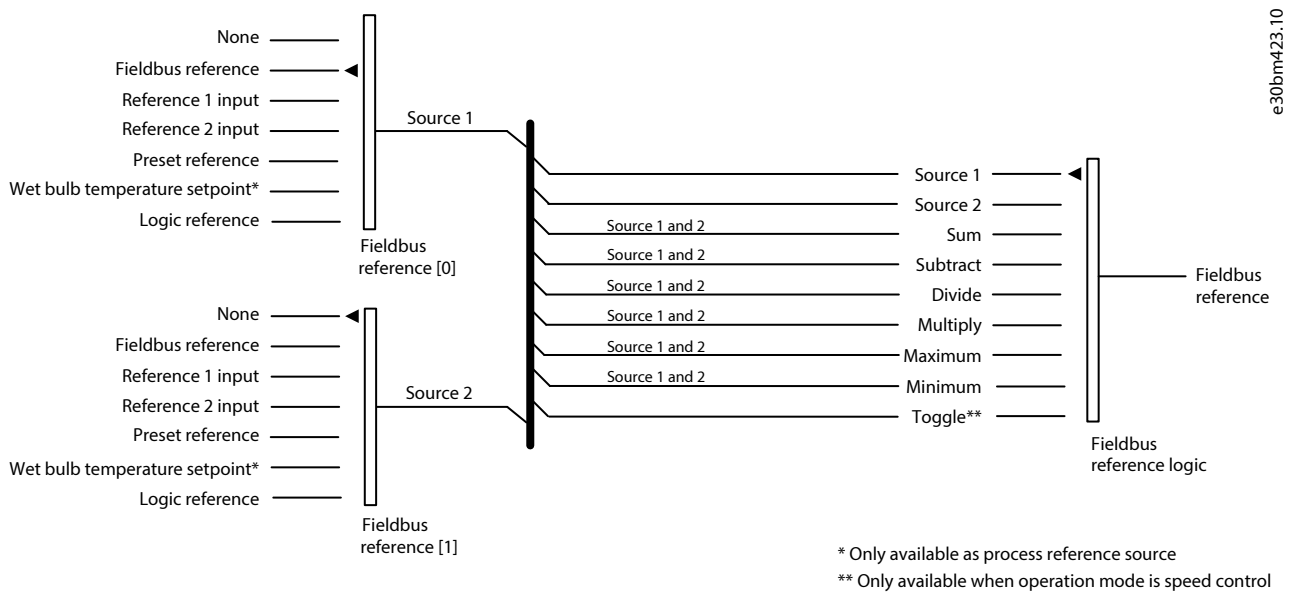 e30bm423.10
None
Fieldbus reference
Reference 1 input
Reference 2 input
Preset reference
Wet bulb temperature setpoint*
Logic reference
Fieldbus
reference [0]
Source 1
None
Fieldbus reference
Reference 1 input
Reference 2 input
Preset reference
Wet bulb temperature setpoint*
Logic reference
Fieldbus
reference [1]
Source 2
Source 1 and 2
Source 1 and 2
Source 1 and 2
Source 1 and 2
Source 1 and 2
Source 1 and 2
Source 1
Source 2
Sum
Subtract
Divide
Multiply
Maximum
Minimum
Toggle**
Fieldbus
reference logic
Fieldbus
reference
* Only available as process reference source
** Only available when operation mode is speed control